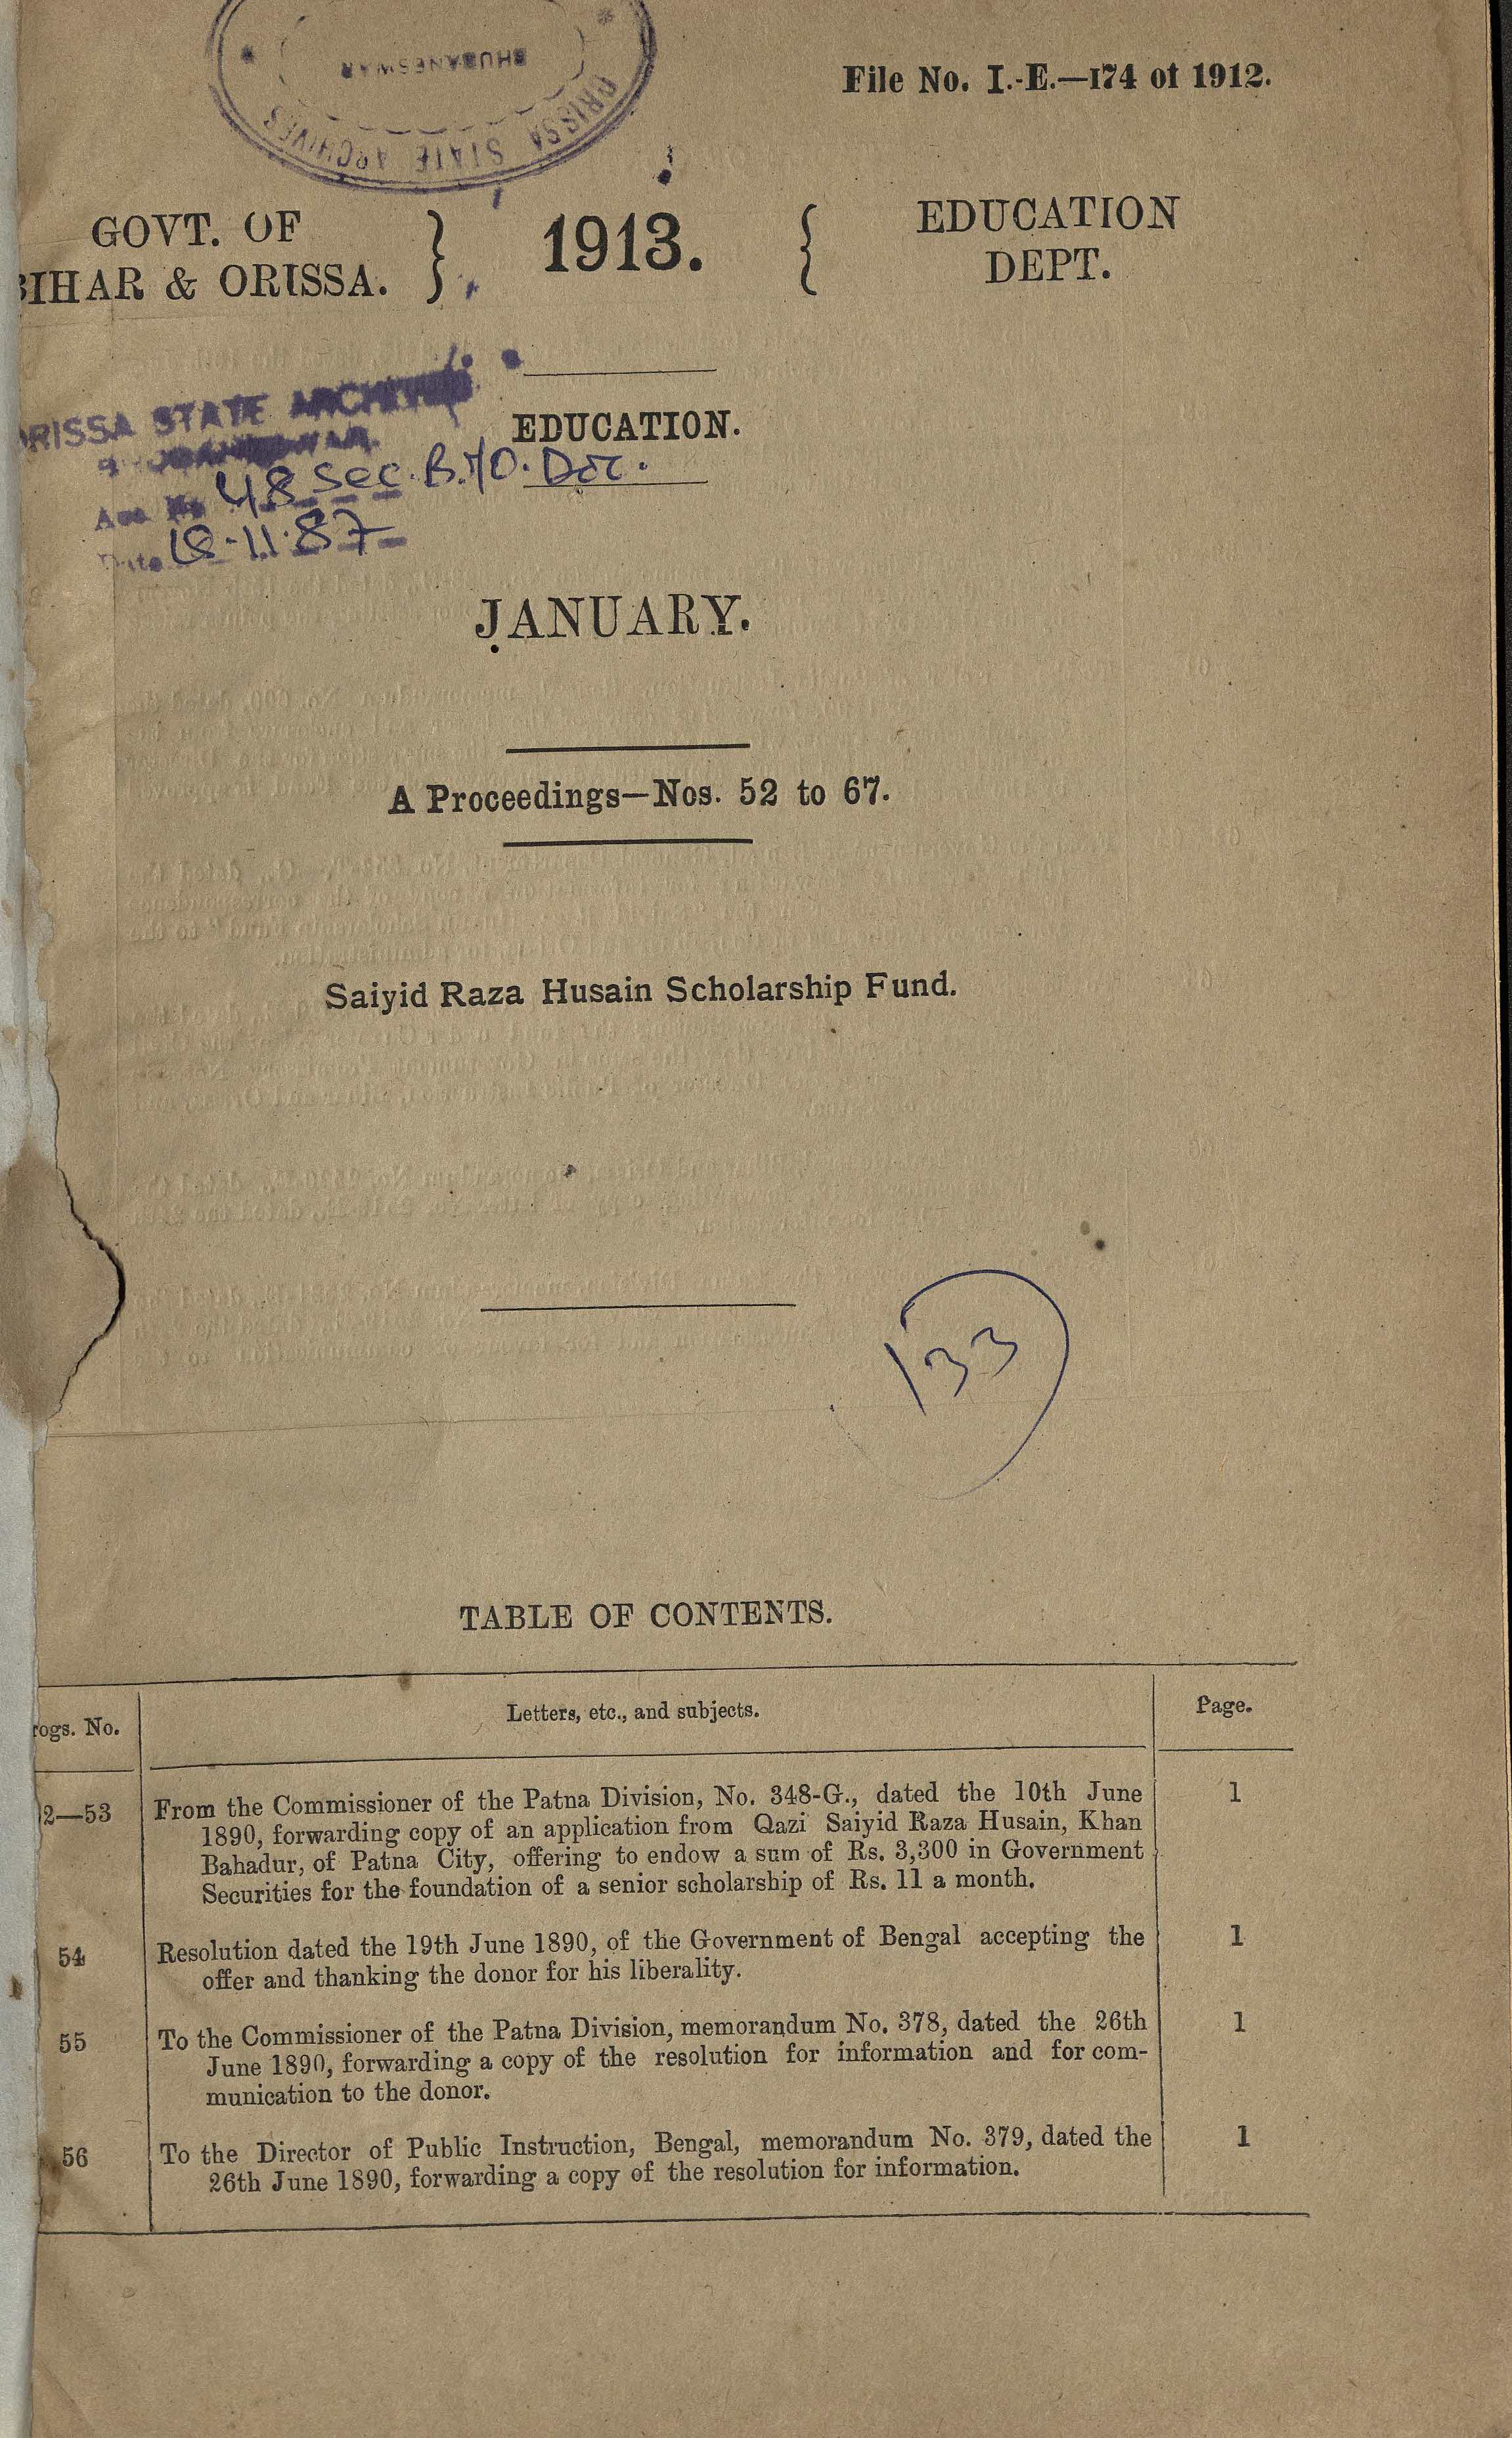 BHUBANESWAR
ORISSA STATE ARCHIVES
File No. I.-E.—174 of 1912.
GOVT. OF
BIHAR & ORISSA.
1913.
EDUCATION
DEPT.
ORISSA STATE ARCHIVES
BHUBANESWAR
Acc No 48 Sec. B.&O. Doc.
Date 18-11-87
EDUCATION.
JANUARY.
A Proceedings—Nos. 52 to 67.
Saiyid Raza Husain Scholarship Fund.
133
TABLE OF CONTENTS.
rogs. No.
Letters, etc., and subjects.
Page.
2—53
From the Commissioner of the Patna Division, No. 348-G., dated the 10th June
1890, forwarding copy of an application from Qazi Saiyid Raza Husain, Khan
Bahadur, of Patna City, offering to endow a sum of Rs. 3,300 in Government
Securities for the foundation of a senior scholarship of Rs. 11 a month.
1
54
Resolution dated the 19th June 1890, of the Government of Bengal accepting the
offer and thanking the donor for his liberality.
1
55
To the Commissioner of the Patna Division, memorandum No. 378, dated the 26th
June 1890, forwarding a copy of the resolution for information and for com-
munication to the donor.
1
56
To the Director of Public Instruction, Bengal, memorandum No. 379, dated the
26th June 1890, forwarding a copy of the resolution for information.
1